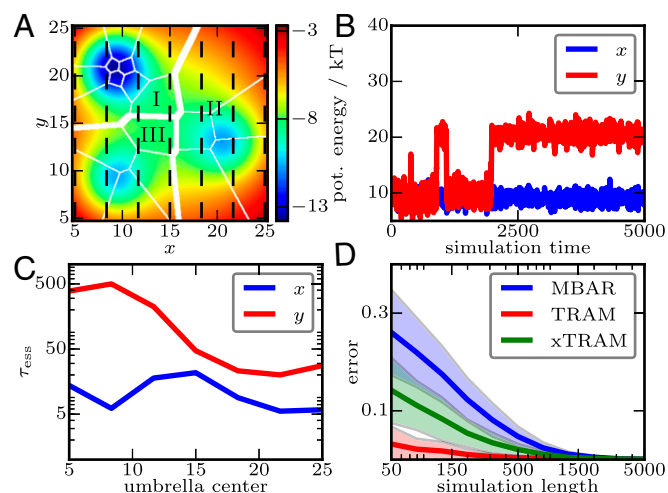 A
25
20
15
10
5
y
5 10 15 20 25
x
I
II
III
−3
−8
−13
pot. energy / kT
B
40
30
20
10
x
y
0 2500 5000
simulation time
C
500
50
5
τess
x
y
5 10 15 20 25
umbrella center
D
0.3
0.1
error
MBAR
TRAM
xTRAM
50 150 500 1500 5000
simulation length